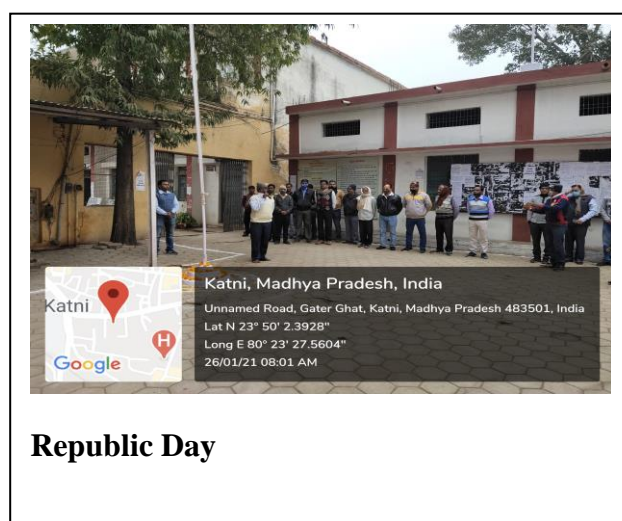 Katni, Madhya Pradesh, India
Unnamed Road, Gater Ghat, Katni, Madhya Pradesh 483501, India
Lat N 23° 50' 2.3928"
Long E 80° 23' 27.5604"
26/01/21 08:01 AM
Katni
H
Google
Republic Day